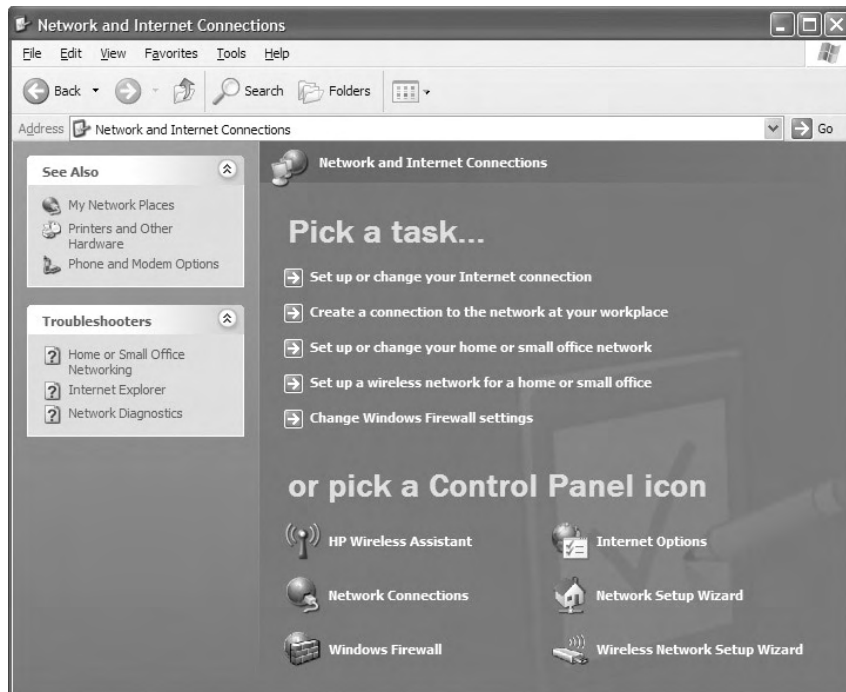 Network and Internet Connections
File Edit View Favorites Tools Help
Back Search Folders
Address Network and Internet Connections Go
See Also
My Network Places
Printers and Other
Hardware
Phone and Modem Options
Troubleshooters
Home or Small Office
Networking
Internet Explorer
Network Diagnostics
Network and Internet Connections
Pick a task...
Set up or change your Internet connection
Create a connection to the network at your workplace
Set up or change your home or small office network
Set up a wireless network for a home or small office
Change Windows Firewall settings
or pick a Control Panel icon
HP Wireless Assistant Internet Options
Network Connections Network Setup Wizard
Windows Firewall Wireless Network Setup Wizard